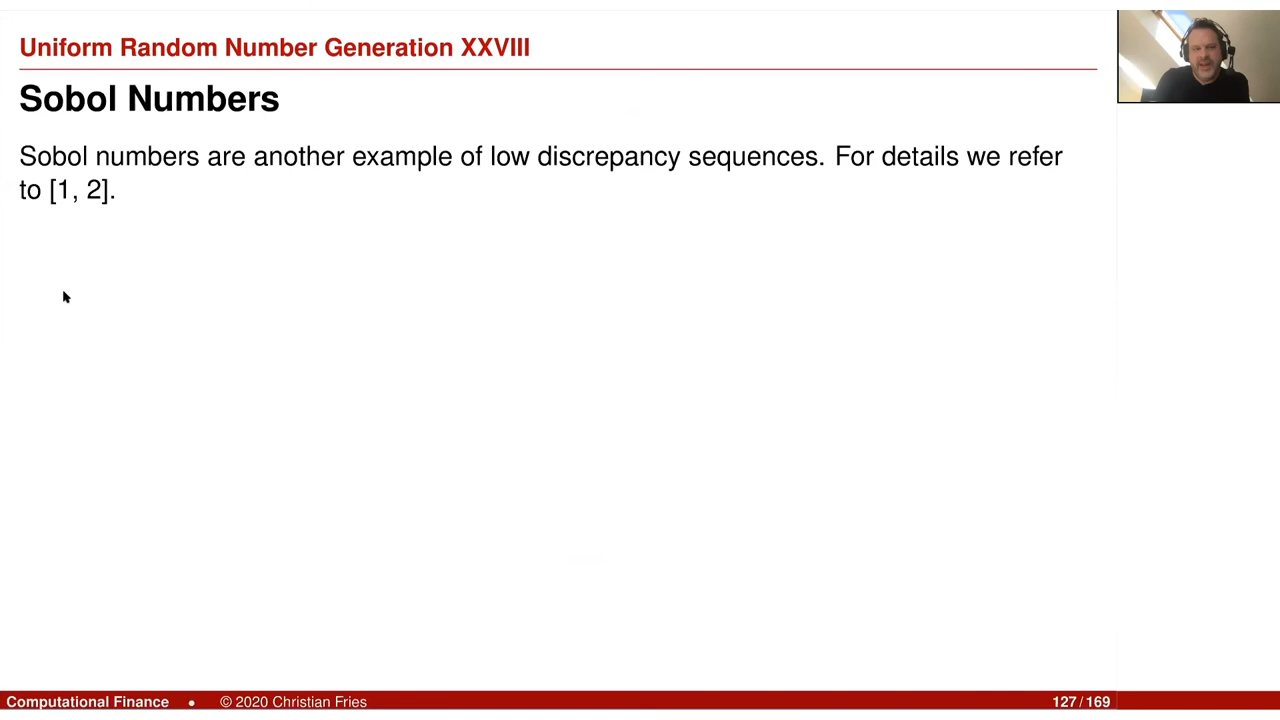 Uniform Random Number Generation XXVIII
Sobol Numbers
Sobol numbers are another example of low discrepancy sequences. For details we refer
to [1, 2].
Computational Finance • © 2020 Christian Fries 127 / 169